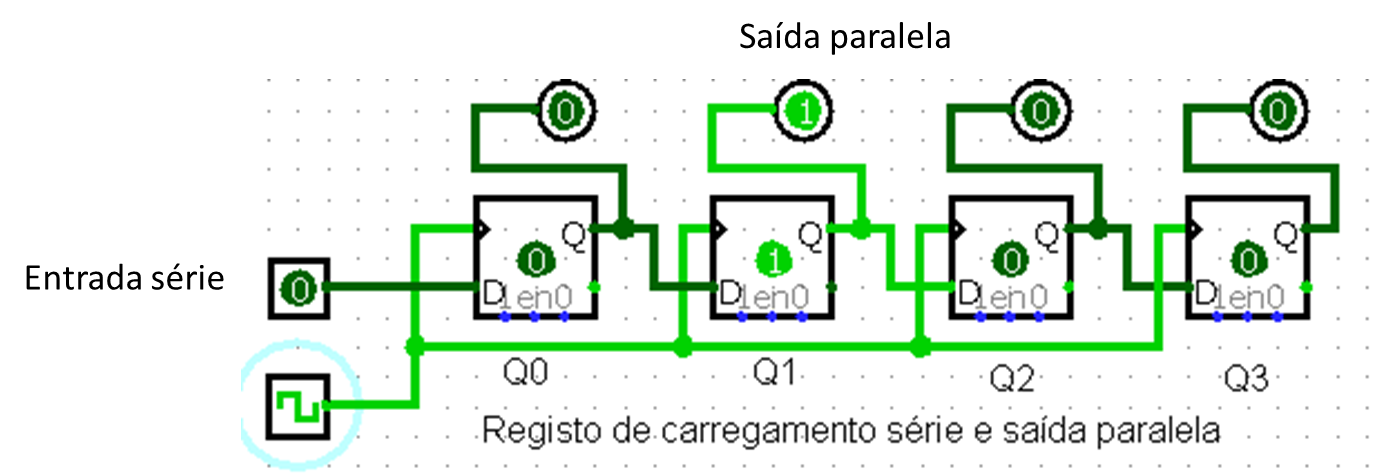 Saída paralela
0 1 0 0
Q Q Q Q
0 1 0 0
Entrada série 0
D 1en0 D 1en0 D 1en0 D 1en0
Q0 Q1 Q2 Q3
Registo de carregamento série e saída paralela